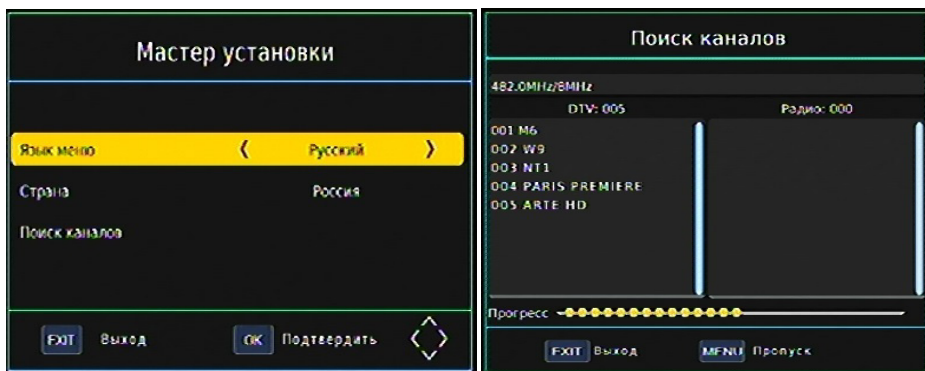 Мастер установки
Язык меню ❬ Русский ❭
Страна Россия
Поиск каналов
EXIT Выход OK Подтвердить
Поиск каналов
482.0MHz/8MHz
DTV: 005 Радио: 000
001 M6
002 W9
003 NT1
004 PARIS PREMIERE
005 ARTE HD
Прогресс
EXIT Выход MENU Пропуск